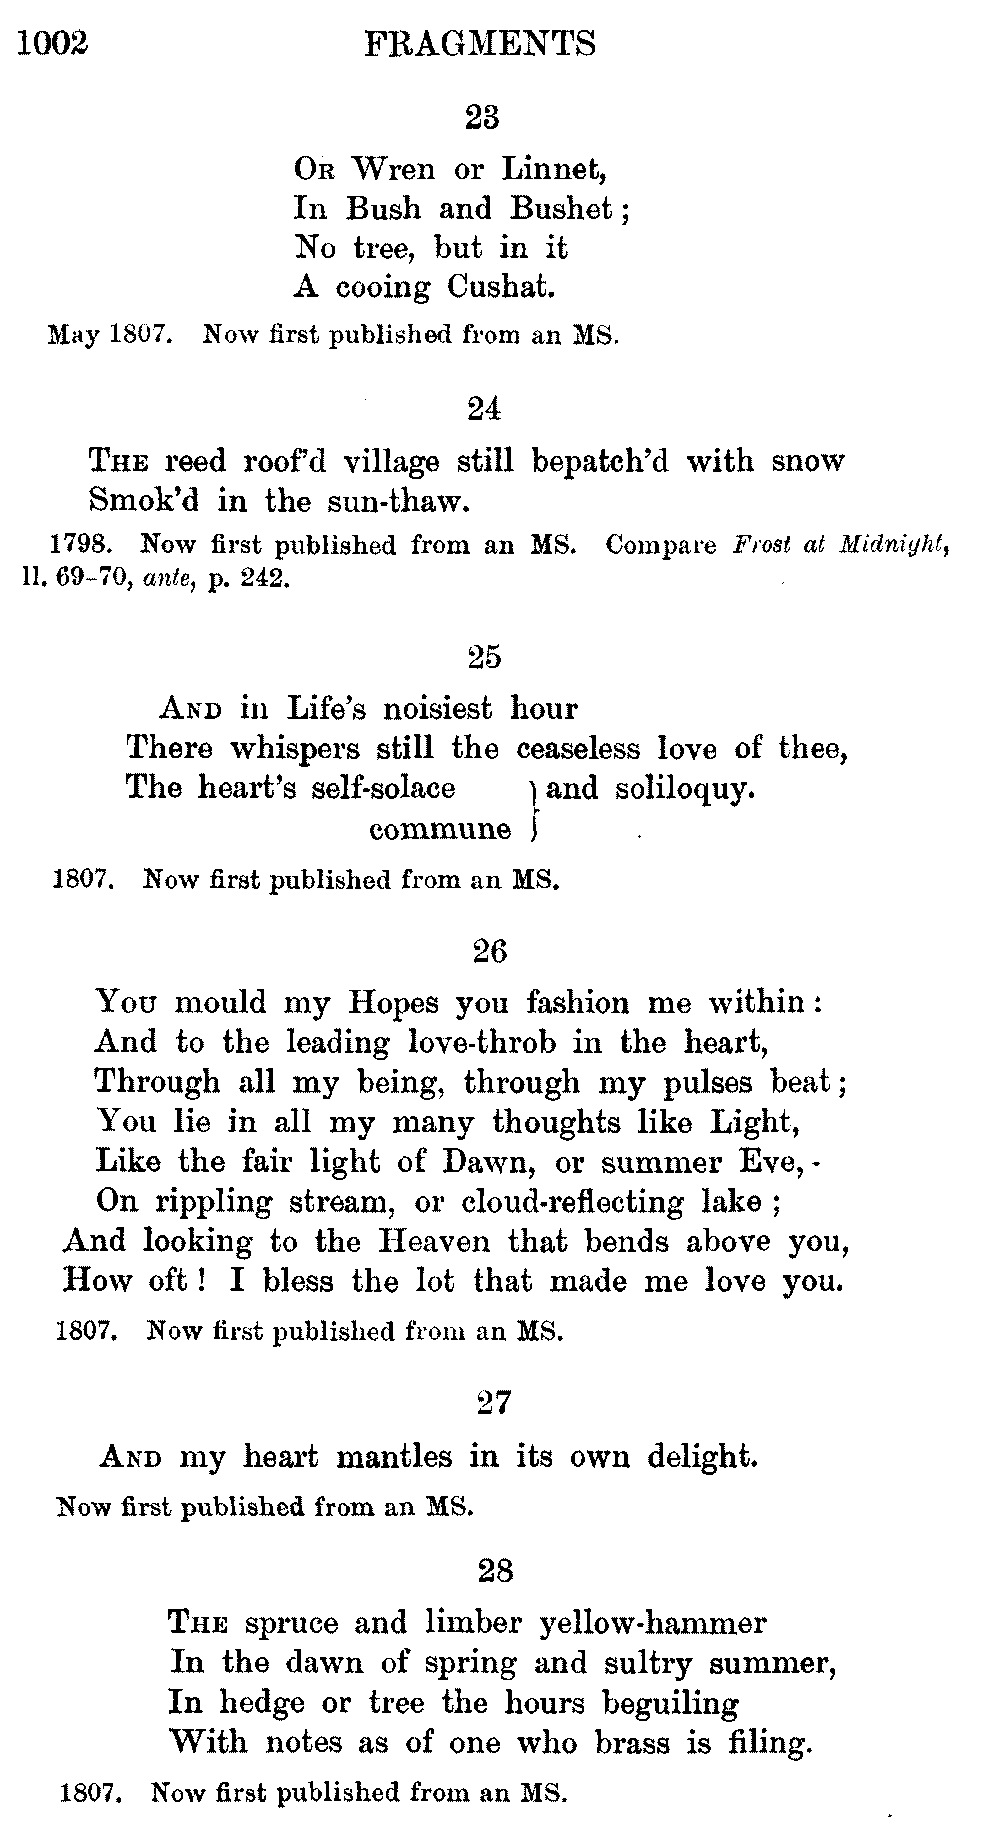 1002 FRAGMENTS
23
OR Wren or Linnet,
In Bush and Bushet ;
No tree, but in it
A cooing Cushat.
May 1807. Now first published from an MS.
24
THE reed roof'd village still bepatch'd with snow
Smok'd in the sun-thaw.
1798. Now first published from an MS. Compare Frost at Midnight,
ll. 69-70, ante, p. 242.
25
AND in Life's noisiest hour
There whispers still the ceaseless love of thee,
The heart's self-solace } and soliloquy.
commune }
1807. Now first published from an MS.
26
YOU mould my Hopes you fashion me within :
And to the leading love-throb in the heart,
Through all my being, through my pulses beat ;
You lie in all my many thoughts like Light,
Like the fair light of Dawn, or summer Eve,
On rippling stream, or cloud-reflecting lake ;
And looking to the Heaven that bends above you,
How oft ! I bless the lot that made me love you.
1807. Now first published from an MS.
27
AND my heart mantles in its own delight.
Now first published from an MS.
28
THE spruce and limber yellow-hammer
In the dawn of spring and sultry summer,
In hedge or tree the hours beguiling
With notes as of one who brass is filing.
1807. Now first published from an MS.